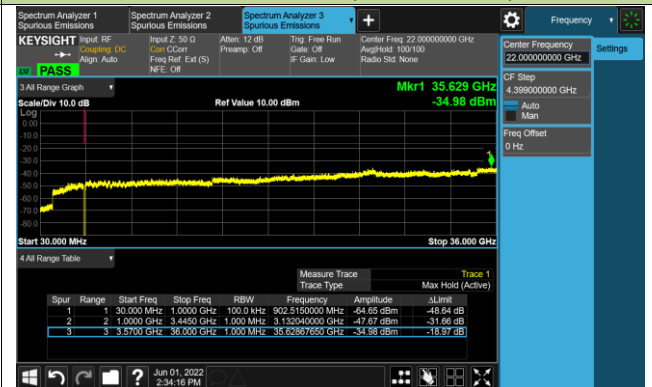 Spectrum Analyzer 1
Spurious Emissions
Spectrum Analyzer 2
Spurious Emissions
Spectrum Analyzer 3
Spurious Emissions
Frequency
KEYSIGHT
Input: RF
Coupling: DC
Align: Auto
Input Z: 50 Ω
Corr CCorr
Freq Ref: Ext (S)
NFE: Off
Atten: 12 dB
Preamp: Off
Trig: Free Run
Gate: Off
IF Gain: Low
Center Freq: 22.000000000 GHz
Avg|Hold: 100/100
Radio Std: None
PASS
3 All Range Graph
Mkr1 35.629 GHz
Scale/Div 10.0 dB
Ref Value 10.00 dBm
-34.98 dBm
Log
0.00
-10.0
-20.0
-30.0
-40.0
-50.0
-60.0
-70.0
-80.0
1
Start 30.000 MHz
Stop 36.000 GHz
4 All Range Table
Measure Trace Trace 1
Trace Type Max Hold (Active)
Spur Range Start Freq Stop Freq RBW Frequency Amplitude ΔLimit
1 1 30.000 MHz 1.0000 GHz 100.0 kHz 902.5150000 MHz -64.65 dBm -48.64 dB
2 2 1.0000 GHz 3.4450 GHz 1.000 MHz 3.132040000 GHz -47.67 dBm -31.66 dB
3 3 3.5700 GHz 36.000 GHz 1.000 MHz 35.62867650 GHz -34.98 dBm -18.97 dB
Center Frequency
22.000000000 GHz
Settings
CF Step
4.399000000 GHz
Auto
Man
Freq Offset
0 Hz
Jun 01, 2022
2:34:16 PM